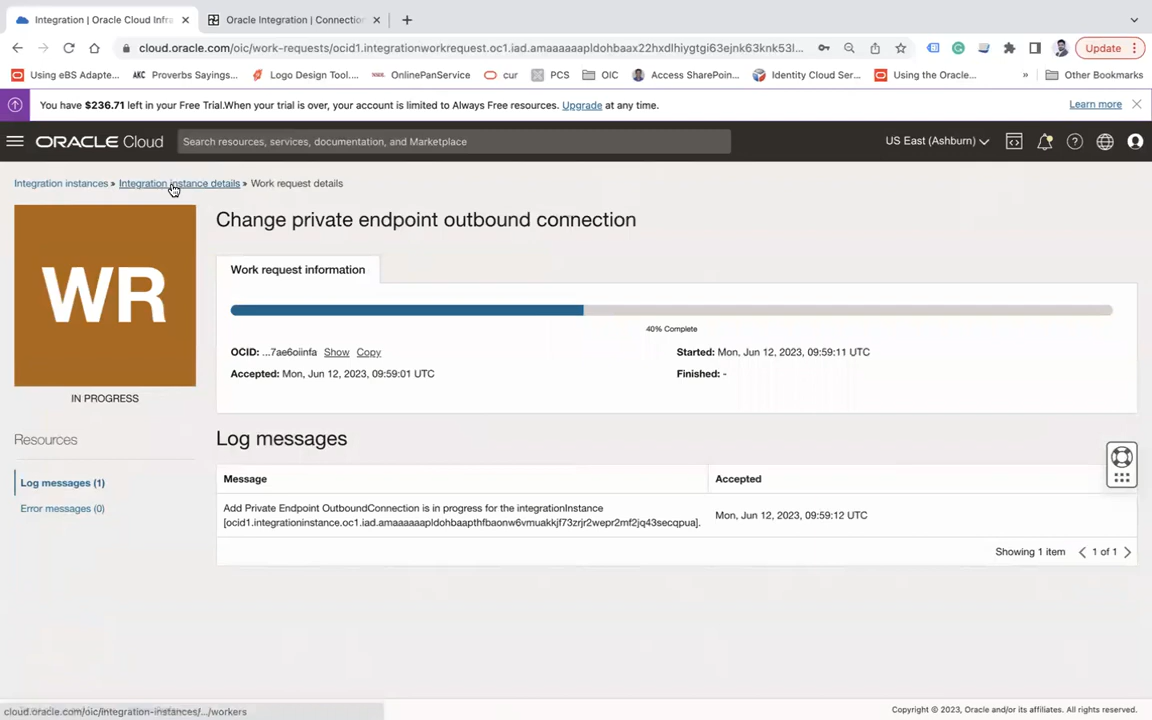 Integration | Oracle Cloud Infra
Oracle Integration | Connection
cloud.oracle.com/oic/work-requests/ocid1.integrationworkrequest.oc1.iad.amaaaaaapldohbaax22hxdlhiygtgi63ejnk63knk53l...
Update
Using eBS Adapte...
AKC Proverbs Sayings...
Logo Design Tool....
OnlinePanService
cur
PCS
OIC
Access SharePoin...
Identity Cloud Ser...
Using the Oracle...
»
Other Bookmarks
You have $236.71 left in your Free Trial.When your trial is over, your account is limited to Always Free resources. Upgrade at any time.
Learn more
ORACLE Cloud
Search resources, services, documentation, and Marketplace
US East (Ashburn)
Integration instances » Integration instance details » Work request details
WR
IN PROGRESS
Change private endpoint outbound connection
Work request information
40% Complete
OCID: ...7ae6oiinfa Show Copy
Started: Mon, Jun 12, 2023, 09:59:11 UTC
Accepted: Mon, Jun 12, 2023, 09:59:01 UTC
Finished: -
Resources
Log messages (1)
Error messages (0)
Log messages
Message
Accepted
Add Private Endpoint OutboundConnection is in progress for the integrationInstance
[ocid1.integrationinstance.oc1.iad.amaaaaaapldohbaapthfbaonw6vmuakkjf73zrjr2wepr2mf2jq43secqpua].
Mon, Jun 12, 2023, 09:59:12 UTC
Showing 1 item
1 of 1
cloud.oracle.com/oic/integration-instances/.../workers
Copyright © 2023, Oracle and/or its affiliates. All rights reserved.